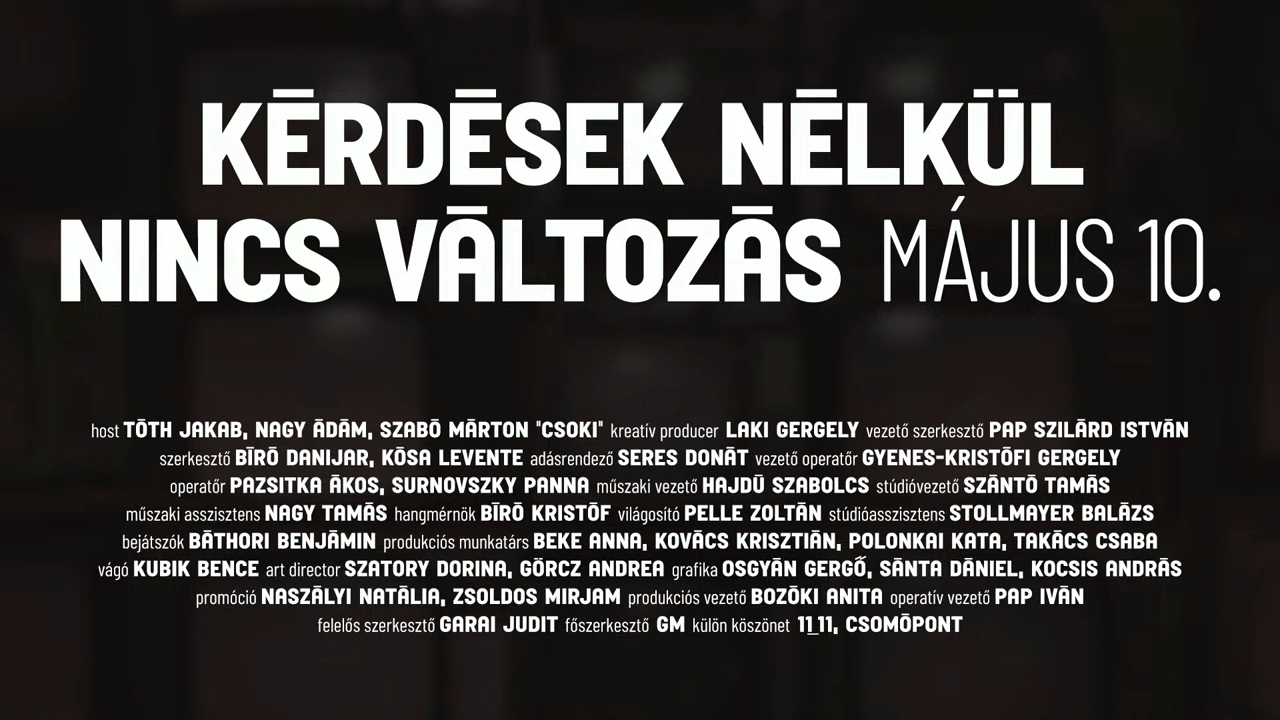 KÉRDÉSEK NÉLKÜL
NINCS VÁLTOZÁS MÁJUS 10.
host TÓTH JAKAB, NAGY ÁDÁM, SZABÓ MÁRTON "CSOKI" kreatív producer LAKI GERGELY vezető szerkesztő PAP SZILÁRD ISTVÁN
szerkesztő BÍRÓ DANIJAR, KÓSA LEVENTE adásrendező SERES DONÁT vezető operatőr GYENES-KRISTÓFI GERGELY
operatőr PAZSITKA ÁKOS, SURNOVSZKY PANNA műszaki vezető HAJDÚ SZABOLCS stúdióvezető SZÁNTÓ TAMÁS
műszaki asszisztens NAGY TAMÁS hangmérnök BÍRÓ KRISTÓF világosító PELLE ZOLTÁN stúdióasszisztens STOLLMAYER BALÁZS
bejátszók BÁTHORI BENJÁMIN produkciós munkatárs BEKE ANNA, KOVÁCS KRISZTIÁN, POLONKAI KATA, TAKÁCS CSABA
vágó KUBIK BENCE art director SZATORY DORINA, GÖRCZ ANDREA grafika OSGYÁN GERGŐ, SÁNTA DÁNIEL, KOCSIS ANDRÁS
promóció NASZÁLYI NATÁLIA, ZSOLDOS MIRJAM produkciós vezető BOZÓKI ANITA operatív vezető PAP IVÁN
felelős szerkesztő GARAI JUDIT főszerkesztő GM külön köszönet 11_11, CSOMÓPONT